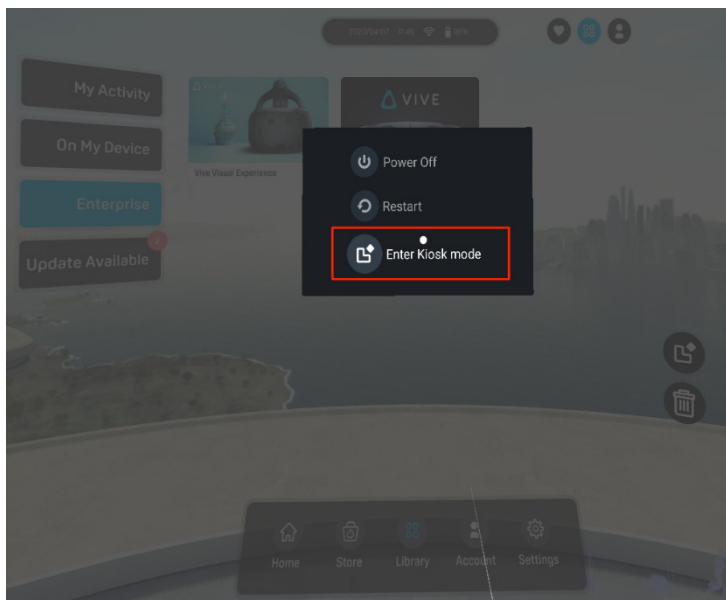 My Activity
On My Device
Enterprise
Update Available
VIVE
Vive Visual Experience
Power Off
Restart
Enter Kiosk mode
Home
Store
Library
Account
Settings